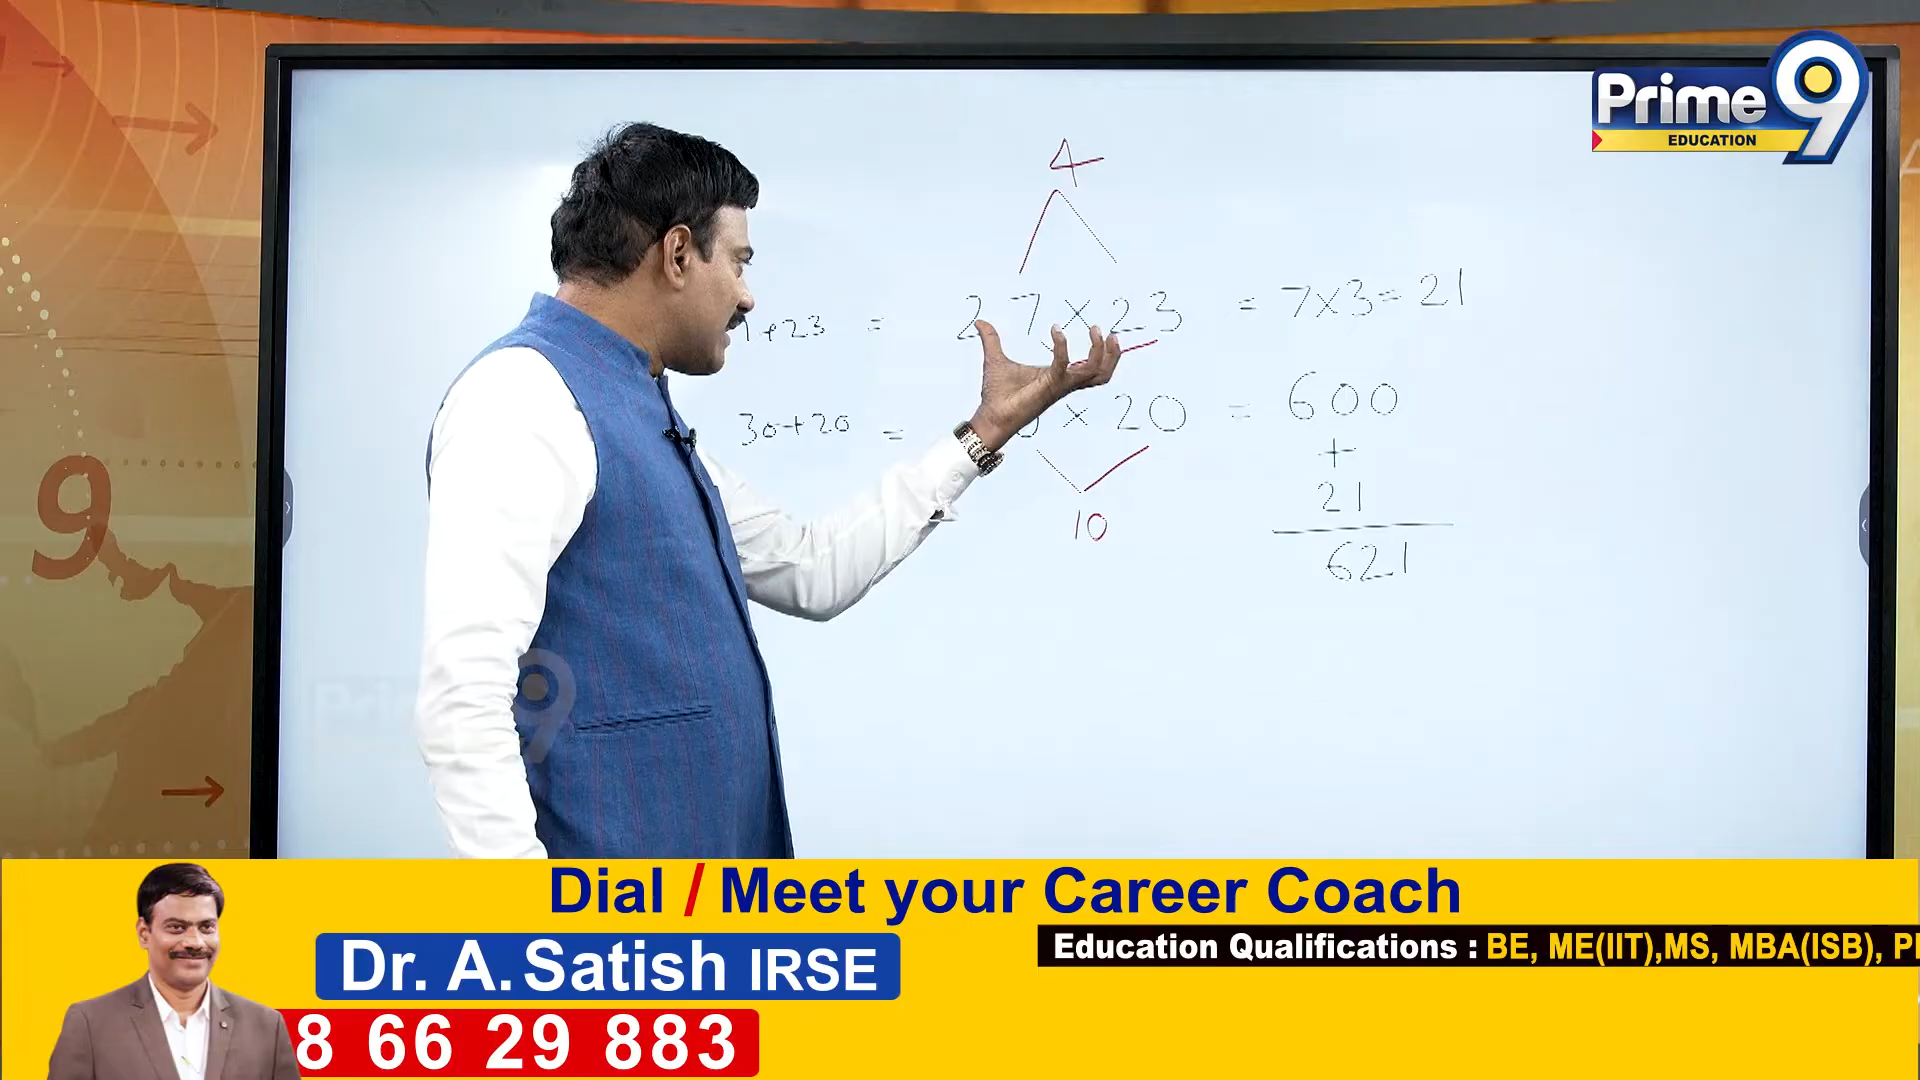 Prime 9
EDUCATION
4
+23 = 27 × 23 = 7×3 = 21
30+20 = × 20 = 600
+
21
10
621
9
Dial / Meet your Career Coach
Dr. A. Satish IRSE
Education Qualifications : BE, ME(IIT),MS, MBA(ISB),
8 66 29 883